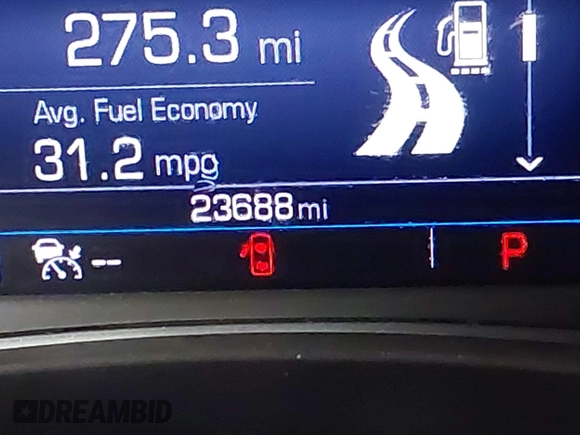 275.3 mi
Avg. Fuel Economy
31.2 mpg
23688 mi
--
P
DREAMBID